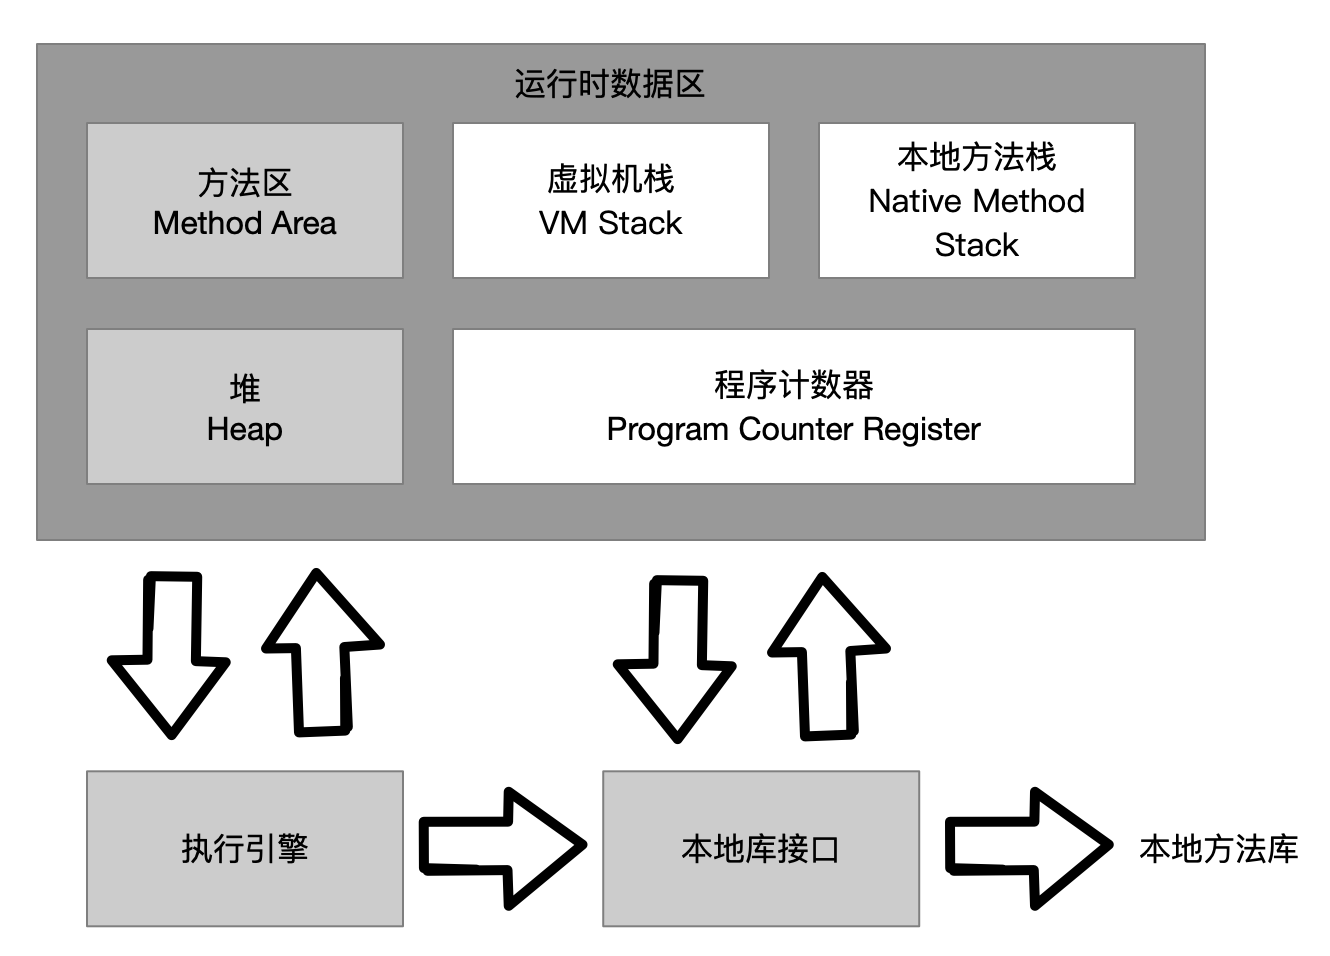 运行时数据区
方法区
Method Area
虚拟机栈
VM Stack
本地方法栈
Native Method
Stack
堆
Heap
程序计数器
Program Counter Register
执行引擎
本地库接口
本地方法库